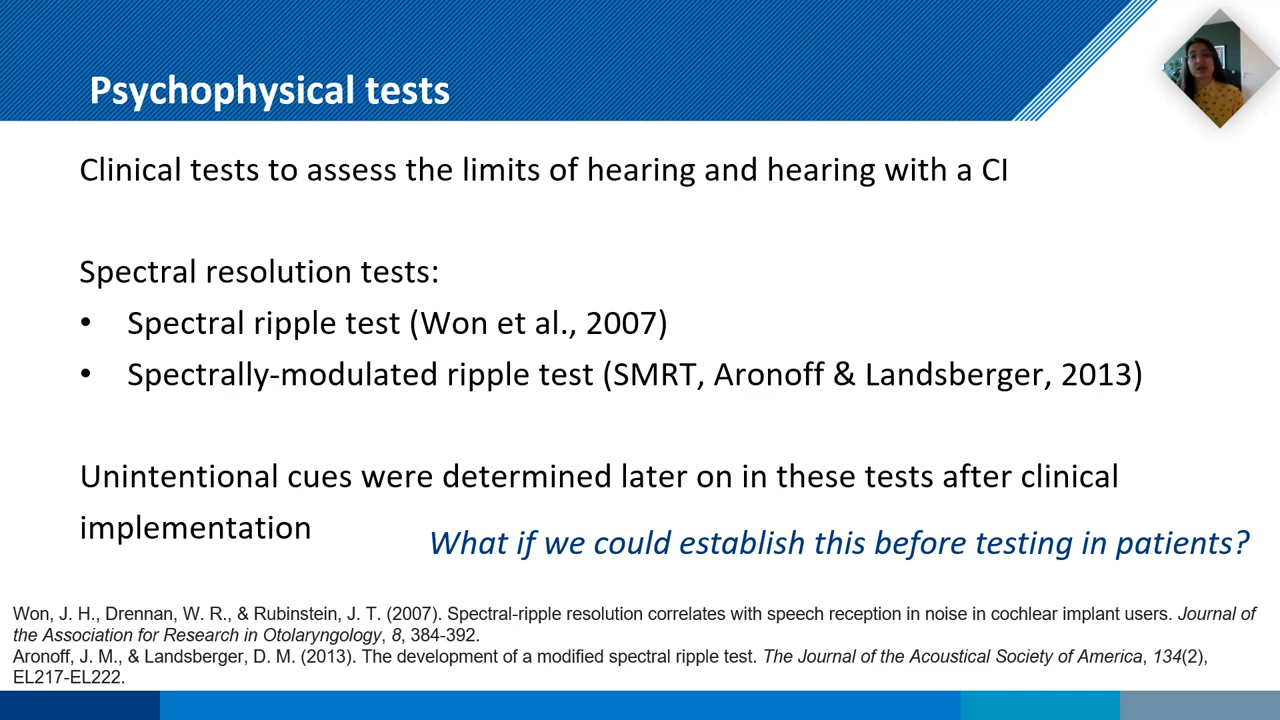 Psychophysical tests
Clinical tests to assess the limits of hearing and hearing with a CI
Spectral resolution tests:
• Spectral ripple test (Won et al., 2007)
• Spectrally-modulated ripple test (SMRT, Aronoff & Landsberger, 2013)
Unintentional cues were determined later on in these tests after clinical
implementation
What if we could establish this before testing in patients?
Won, J. H., Drennan, W. R., & Rubinstein, J. T. (2007). Spectral-ripple resolution correlates with speech reception in noise in cochlear implant users. Journal of
the Association for Research in Otolaryngology, 8, 384-392.
Aronoff, J. M., & Landsberger, D. M. (2013). The development of a modified spectral ripple test. The Journal of the Acoustical Society of America, 134(2),
EL217-EL222.